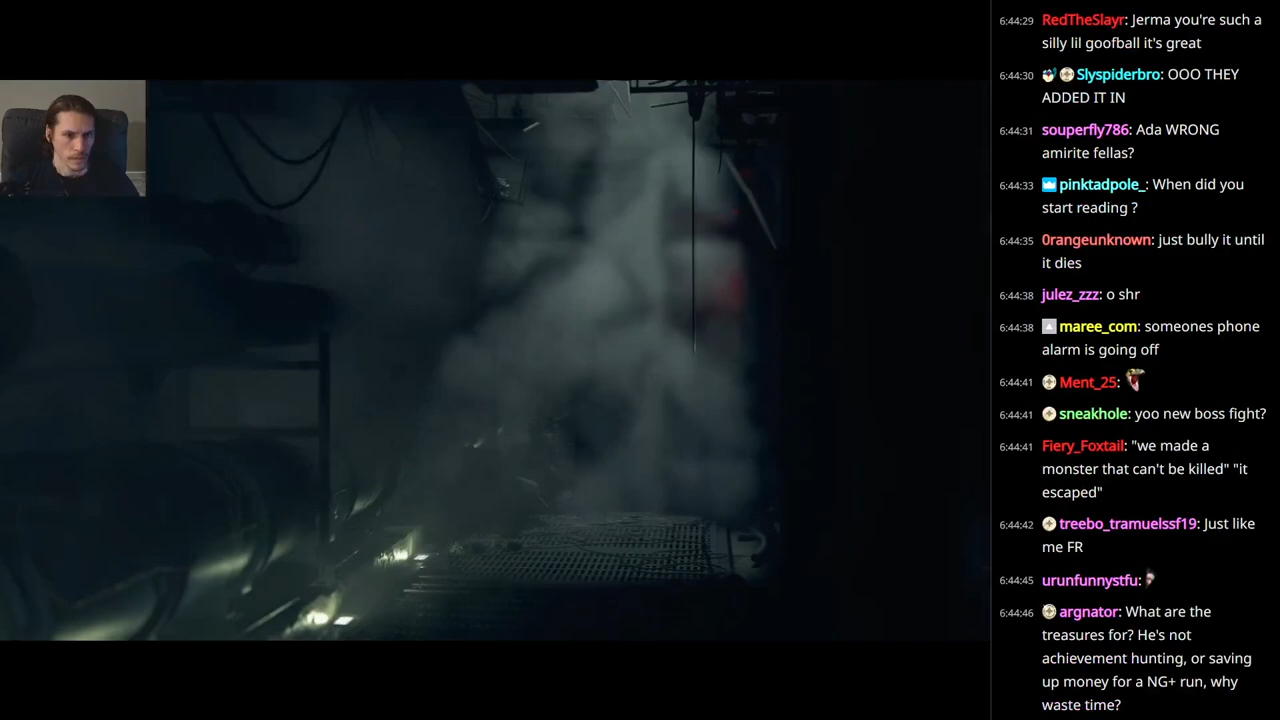 6:44:29 RedTheSlayr: Jerma you're such a
silly lil goofball it's great
6:44:30 Slyspiderbro: OOO THEY
ADDED IT IN
6:44:31 souperfly786: Ada WRONG
amirite fellas?
6:44:33 pinktadpole_: When did you
start reading ?
6:44:35 0rangeunknown: just bully it until
it dies
6:44:38 julez_zzz: o shr
6:44:38 maree_com: someones phone
alarm is going off
6:44:41 Ment_25:
6:44:41 sneakhole: yoo new boss fight?
6:44:41 Fiery_Foxtail: "we made a
monster that can't be killed" "it
escaped"
6:44:42 treebo_tramuelssf19: Just like
me FR
6:44:45 urunfunnystfu:
6:44:46 argnator: What are the
treasures for? He's not
achievement hunting, or saving
up money for a NG+ run, why
waste time?